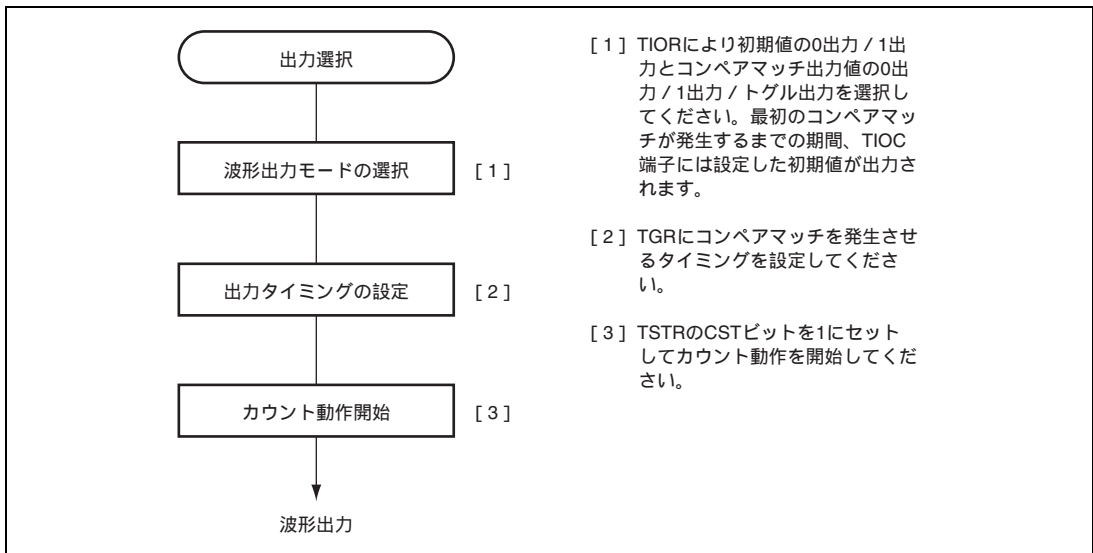 出力選択
波形出力モードの選択 [1]
出力タイミングの設定 [2]
カウント動作開始 [3]
波形出力
[1] TIORにより初期値の0出力/1出
力とコンペアマッチ出力値の0出
力/1出力/トグル出力を選択し
てください。最初のコンペアマッ
チが発生するまでの期間、TIOC
端子には設定した初期値が出力さ
れます。
[2] TGRにコンペアマッチを発生させ
るタイミングを設定してくださ
い。
[3] TSTRのCSTビットを1にセット
してカウント動作を開始してくだ
さい。